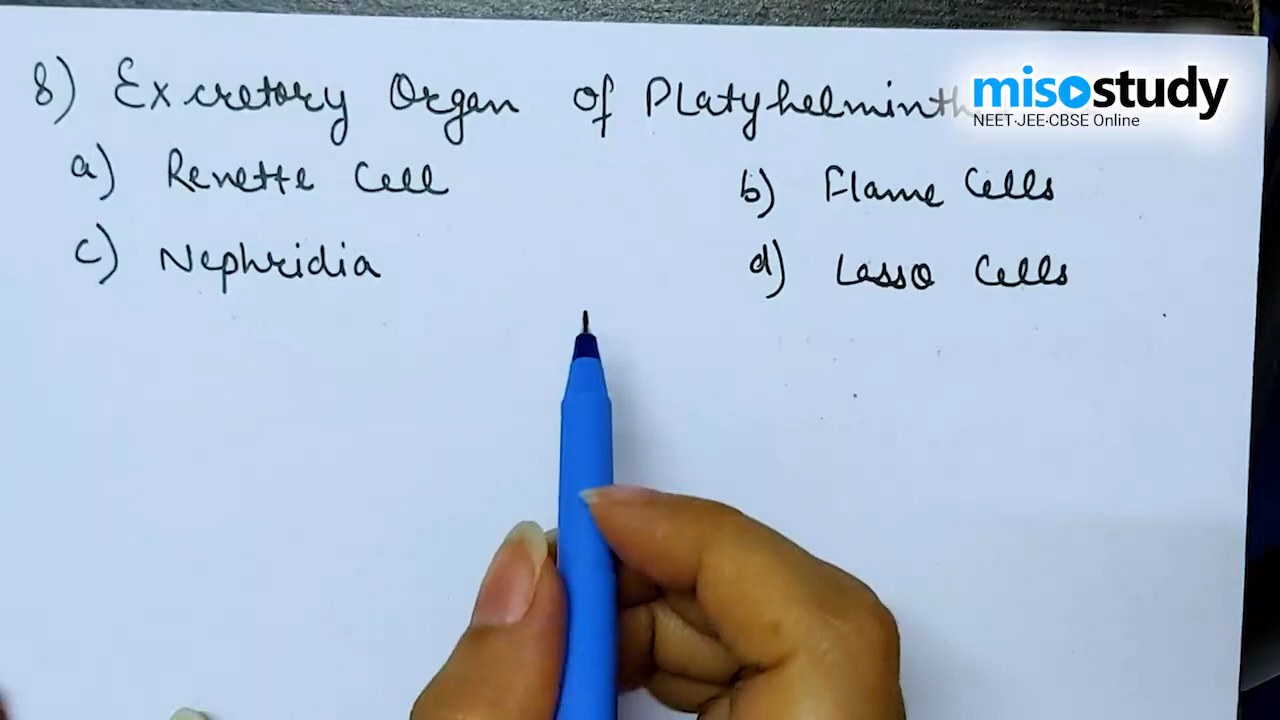 8) Excretory Organ of Platyhelminth
misostudy
NEET·JEE·CBSE Online
a) Renette Cell b) Flame Cells
c) Nephridia d) Lasso Cells